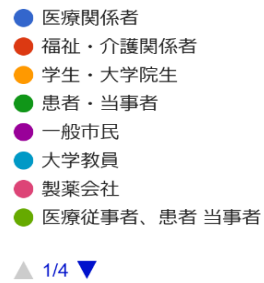 医療関係者
福祉・介護関係者
学生・大学院生
患者・当事者
一般市民
大学教員
製薬会社
医療従事者、患者 当事者
1/4